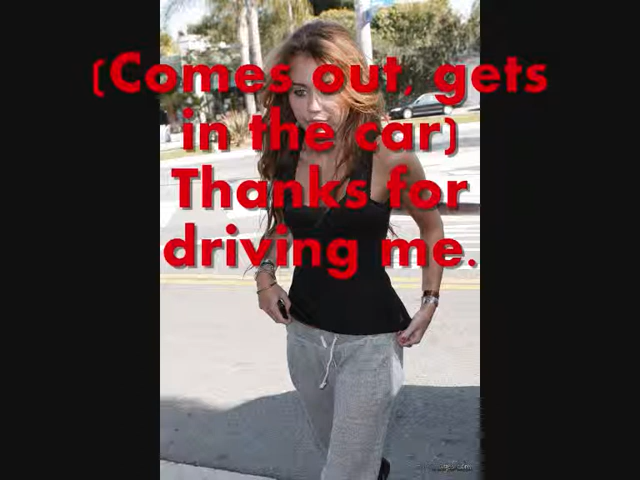 (Comes out, gets
in the car)
Thanks for
driving me.